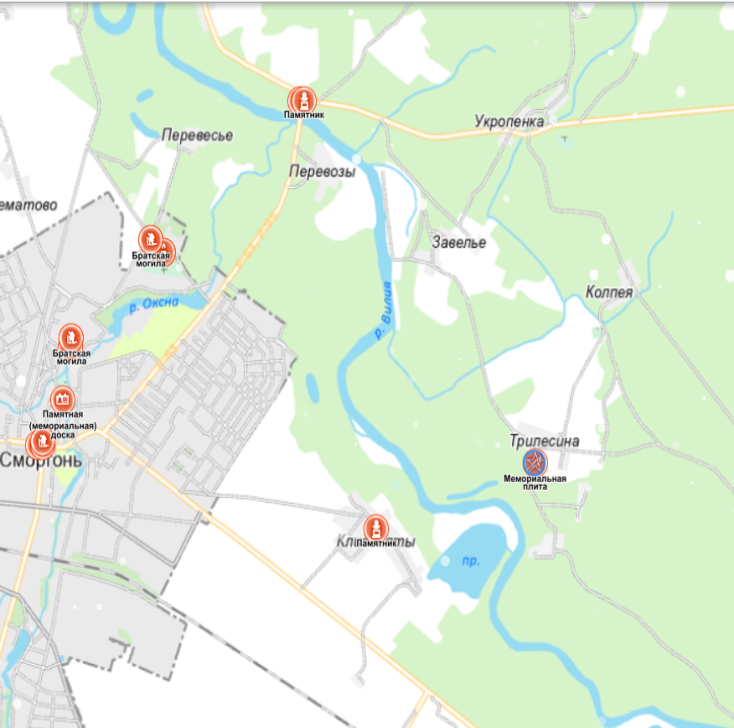 Памятник
Укропенка
Перевесье
Перевозы
ематово
Завелье
Братская
могила
Колпея
р. Оксна
р. Вилия
Братская
могила
Памятная
(мемориальная)
доска
Сморгонь
Трилесина
Мемориальная
плита
Памятник
пр.